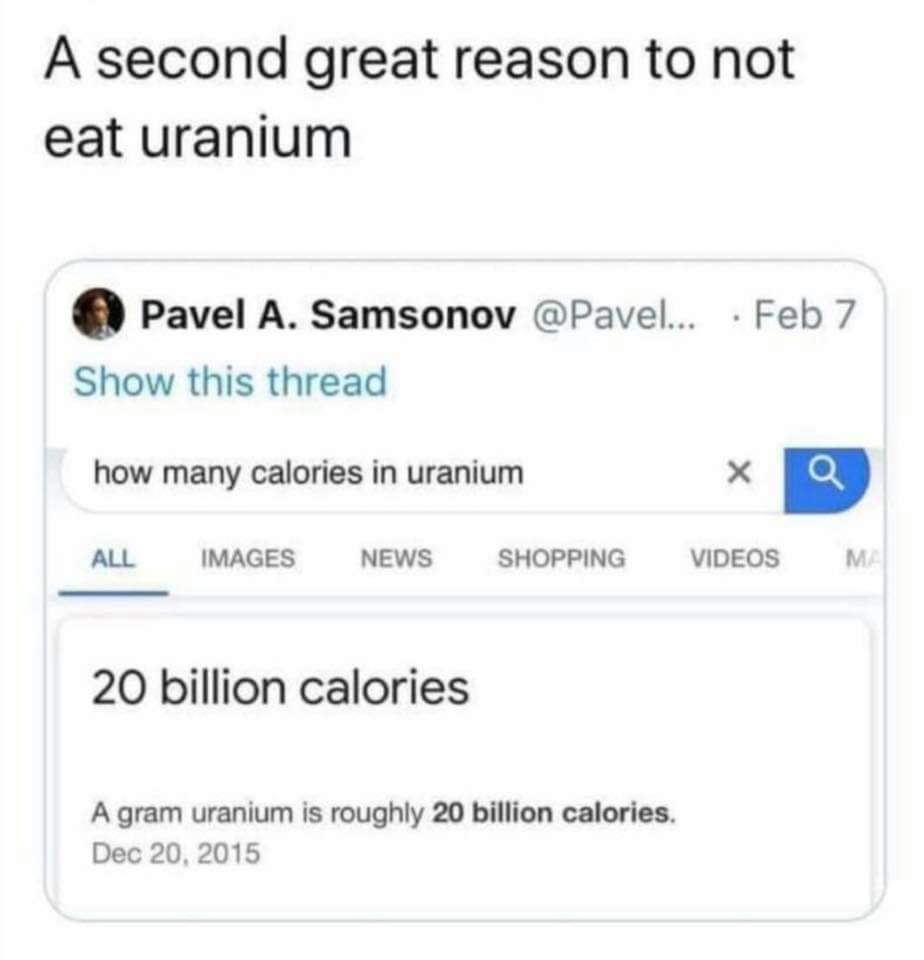 A second great reason to not
eat uranium
Pavel A. Samsonov @Pavel... · Feb 7
Show this thread
how many calories in uranium
ALL IMAGES NEWS SHOPPING VIDEOS MA
20 billion calories
A gram uranium is roughly 20 billion calories.
Dec 20, 2015